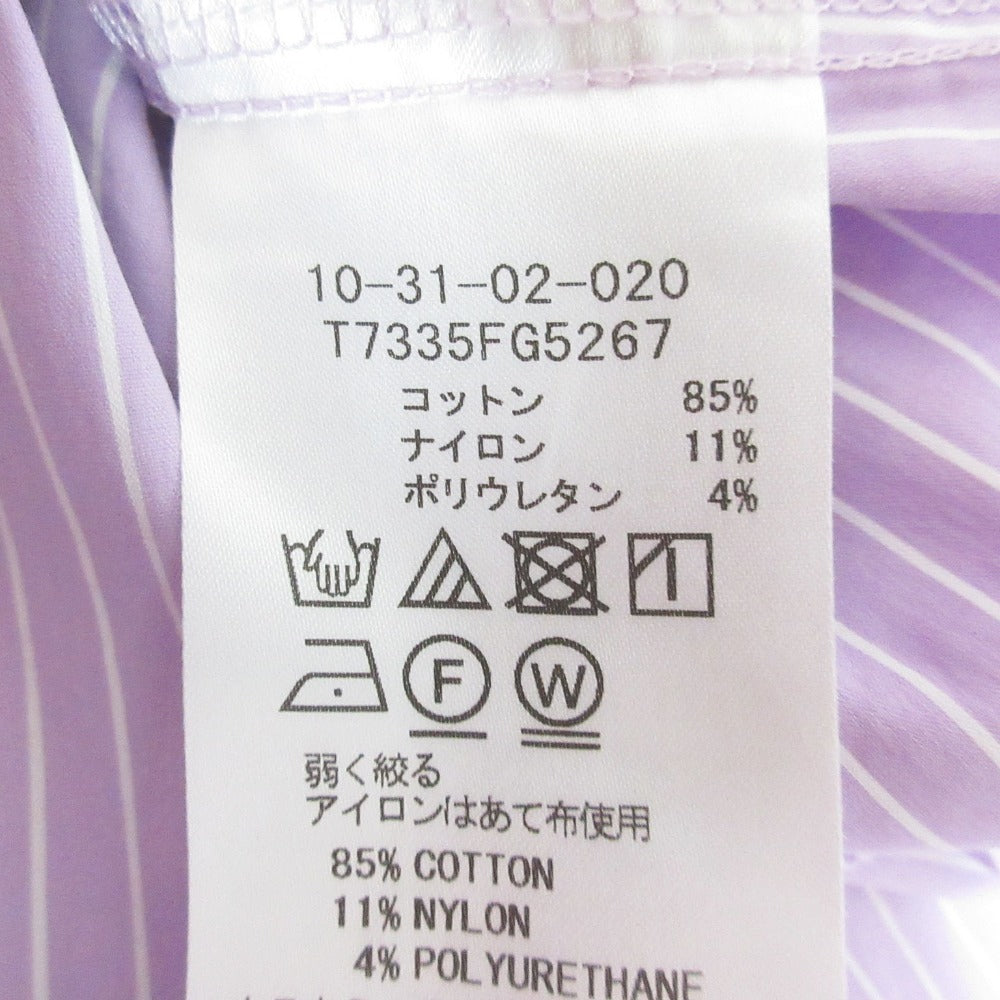 10-31-02-020
T7335FG5267
コットン 85%
ナイロン 11%
ポリウレタン 4%
F W
弱く絞る
アイロンはあて布使用
85% COTTON
11% NYLON
4% POLYURETHANE